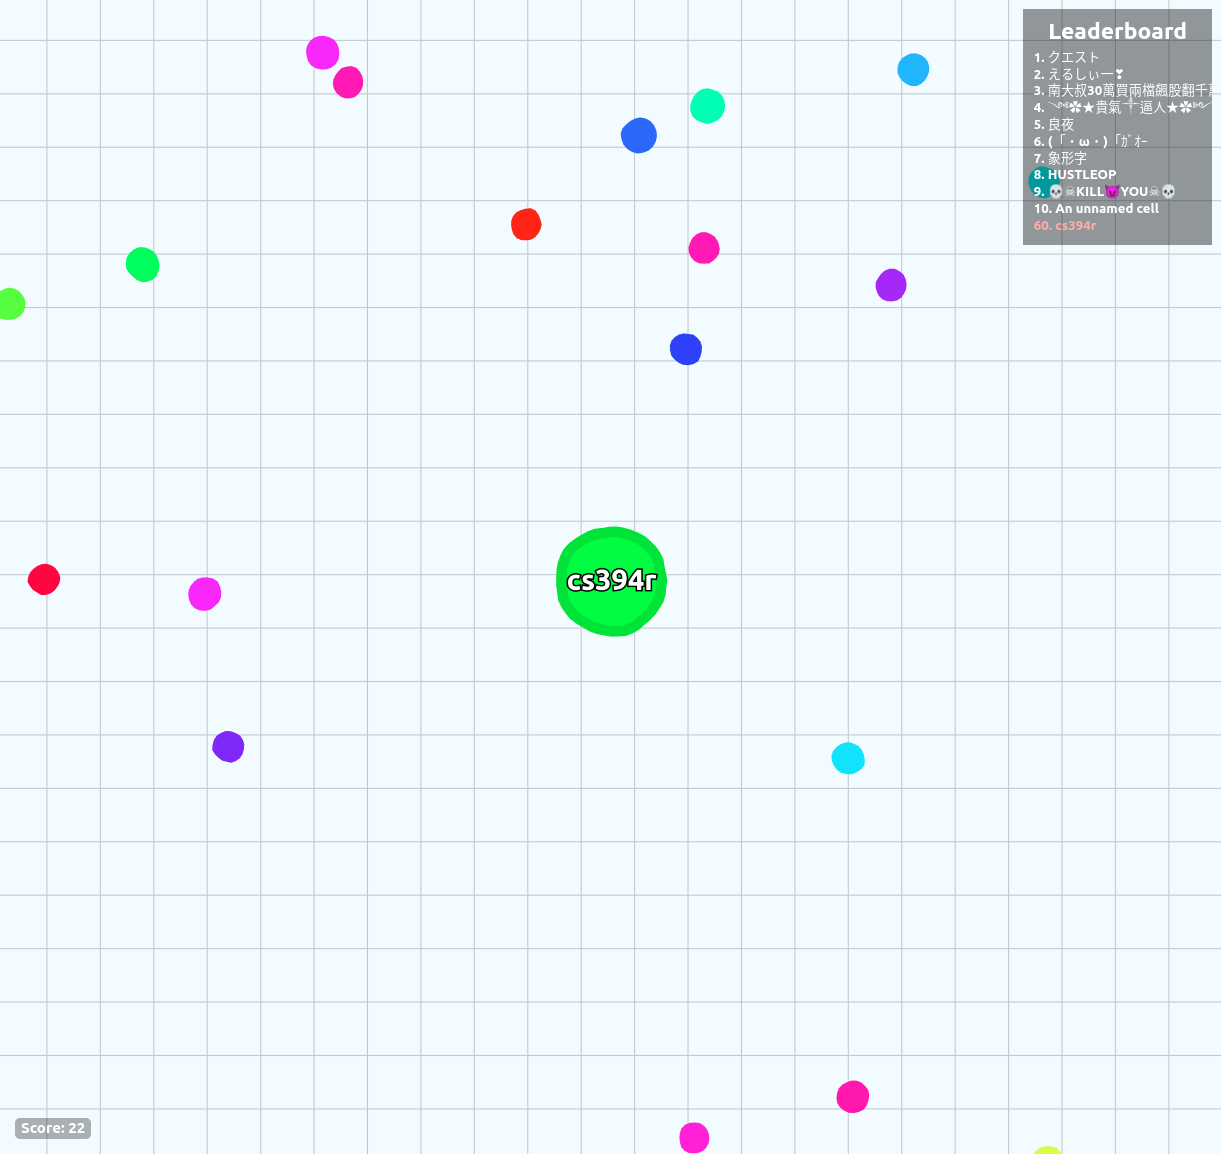 Leaderboard
1. クエスト
2. えるしぃー❣
3. 南大叔30萬買兩檔飆股翻千
4. ༺✽★貴氣༒逼人★✽༻
5. 良夜
6. (「・ω・)「ｶﾞｵｰ
7. 象形字
8. HUSTLEOP
9. 💀☠KILL😈YOU☠💀
10. An unnamed cell
60. cs394r
cs394r
Score: 22